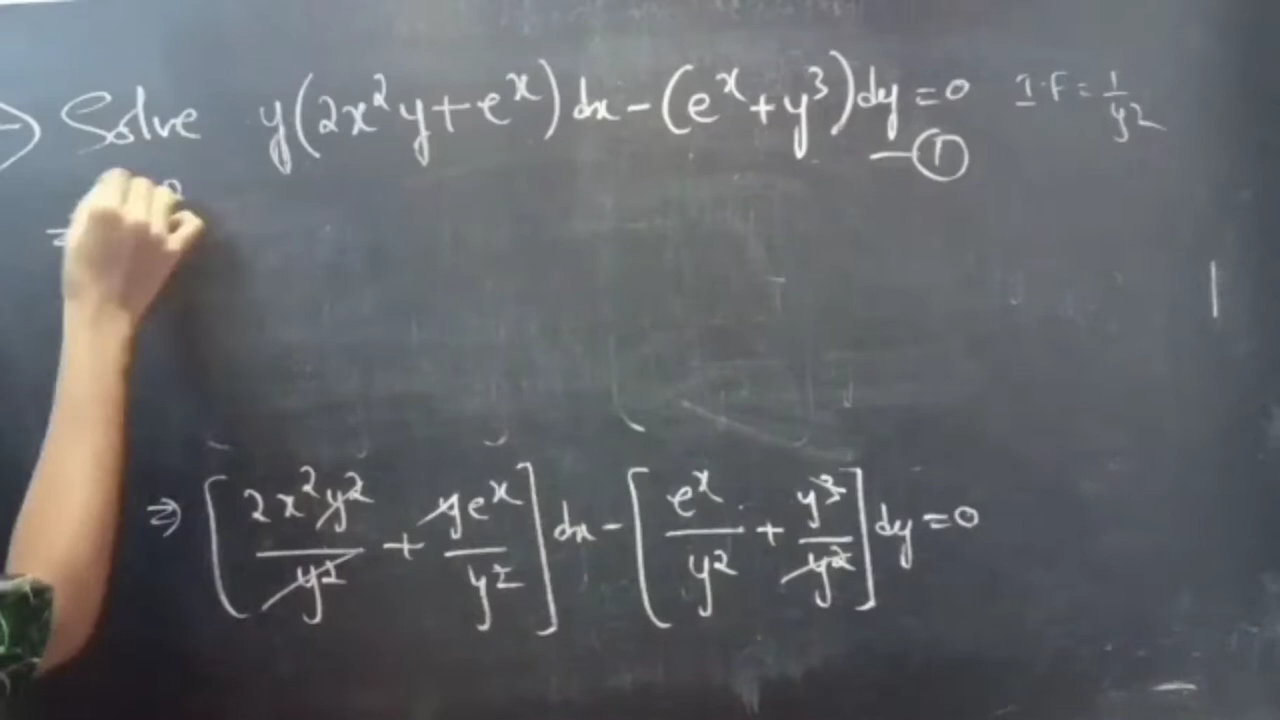 Solve y(2x²y+eˣ)dx-(eˣ+y³)dy=0 I.F=1/y²
—①
⇒ [2x²y²/y² + yeˣ/y²]dx-[eˣ/y² + y³/y²]dy=0